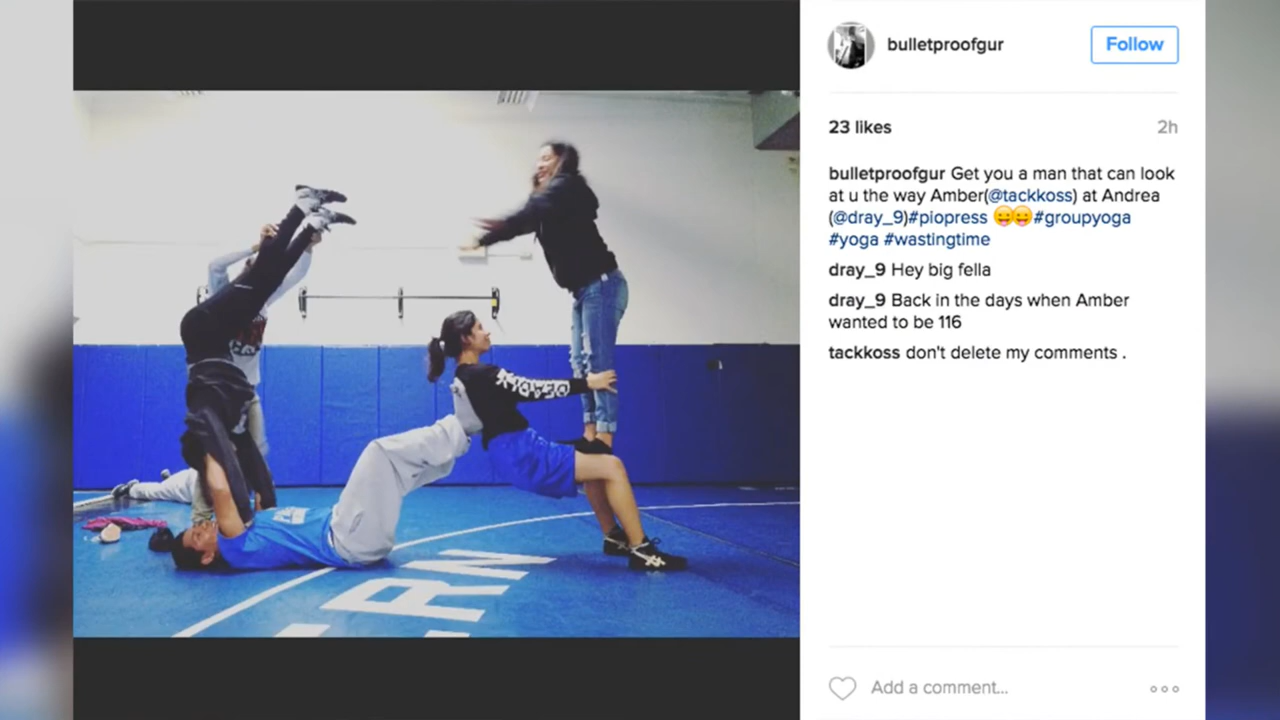 bulletproofgur
Follow
23 likes
2h
bulletproofgur Get you a man that can look
at u the way Amber(@tackkoss) at Andrea
(@dray_9)#piopress 😛😛#groupyoga
#yoga #wastingtime
dray_9 Hey big fella
dray_9 Back in the days when Amber
wanted to be 116
tackkoss don't delete my comments .
Add a comment...
RN